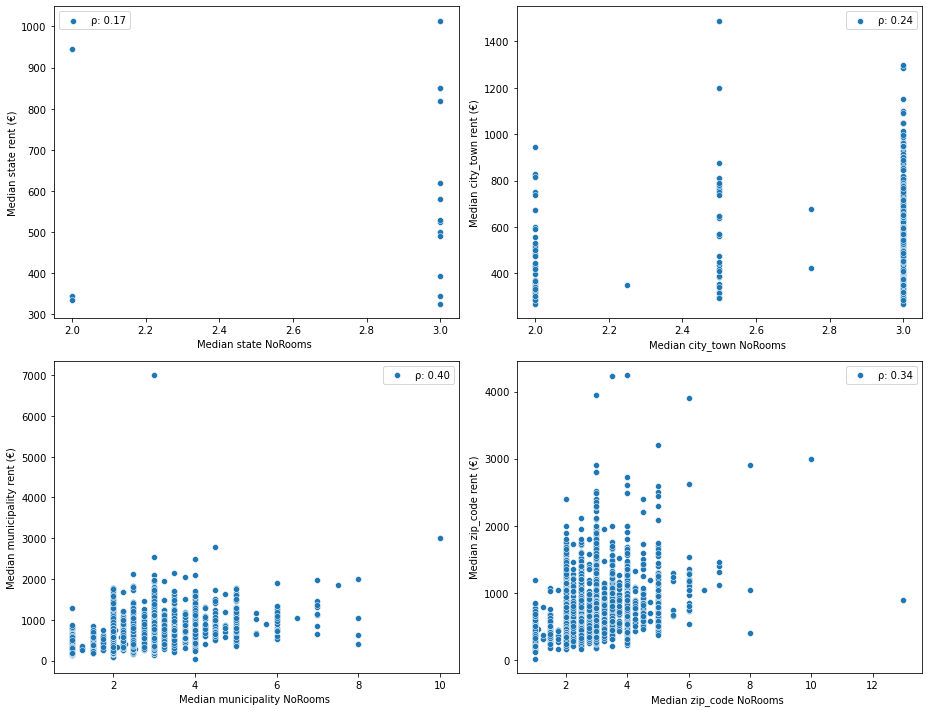 ρ: 0.17
1000
900
800
700
600
500
400
300
Median state rent (€)
2.0 2.2 2.4 2.6 2.8 3.0
Median state NoRooms
ρ: 0.24
1400
1200
1000
800
600
400
Median city_town rent (€)
2.0 2.2 2.4 2.6 2.8 3.0
Median city_town NoRooms
ρ: 0.40
7000
6000
5000
4000
3000
2000
1000
0
Median municipality rent (€)
2 4 6 8 10
Median municipality NoRooms
ρ: 0.34
4000
3000
2000
1000
0
Median zip_code rent (€)
2 4 6 8 10 12
Median zip_code NoRooms